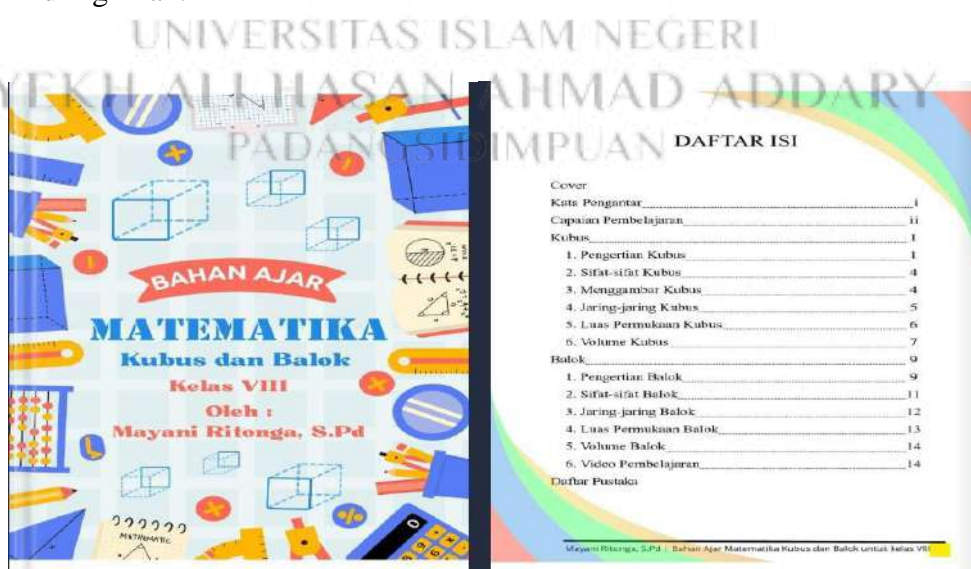 UNIVERSITAS ISLAM NEGERI
SYEKH ALI HASAN AHMAD ADDARY
PADANGSIDIMPUAN
BAHAN AJAR
MATEMATIKA
Kubus dan Balok
Kelas VIII
Oleh :
Mayani Ritonga, S.Pd
MATHEMATIC
DAFTAR ISI
Cover
Kata Pengantar i
Capaian Pembelajaran ii
Kubus 1
1. Pengertian Kubus 1
2. Sifat-sifat Kubus 4
3. Menggambar Kubus 4
4. Jaring-jaring Kubus 5
5. Luas Permukaan Kubus 6
6. Volume Kubus 7
Balok 9
1. Pengertian Balok 9
2. Sifat-sifat Balok 11
3. Jaring-jaring Balok 12
4. Luas Permukaan Balok 13
5. Volume Balok 14
6. Video Pembelajaran 14
Daftar Pustaka
Mayani Ritonga, S.Pd | Bahan Ajar Matematika Kubus dan Balok untuk kelas VIII